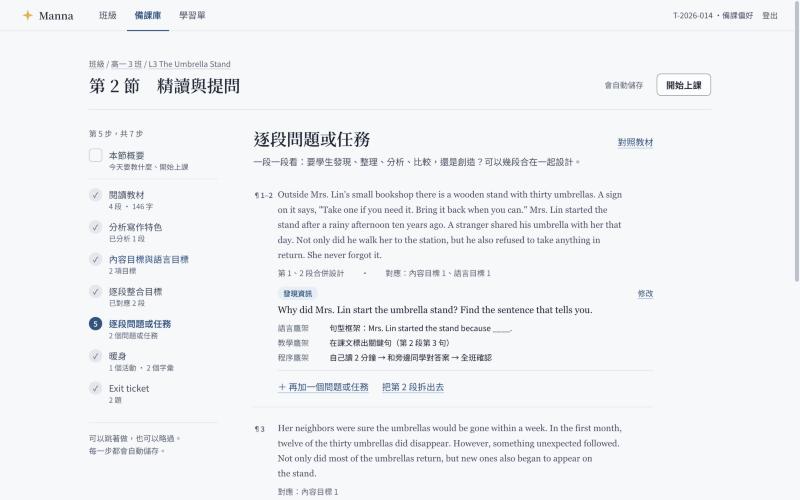 Manna
班級
備課庫
學習單
T-2026-014 ・備課偏好
登出
班級 / 高一 3 班 / L3 The Umbrella Stand
第 2 節　精讀與提問
會自動儲存
開始上課
第 5 步，共 7 步
本節概要
今天要教什麼、開始上課
閱讀教材
4 段 ・ 146 字
分析寫作特色
已分析 1 段
內容目標與語言目標
2 項目標
逐段整合目標
已對應 2 段
5
逐段問題或任務
2 個問題或任務
暖身
1 個活動 ・ 2 個字彙
Exit ticket
2 題
可以跳著做，也可以略過。
每一步都會自動儲存。
逐段問題或任務
對照教材
一段一段看：要學生發現、整理、分析、比較，還是創造？可以幾段合在一起設計。
¶ 1–2
Outside Mrs. Lin's small bookshop there is a wooden stand with thirty umbrellas. A sign
on it says, "Take one if you need it. Bring it back when you can." Mrs. Lin started the
stand after a rainy afternoon ten years ago. A stranger shared his umbrella with her that
day. Not only did he walk her to the station, but he also refused to take anything in
return. She never forgot it.
第 1、2 段合併設計　・　對應：內容目標 1、語言目標 1
發現資訊
修改
Why did Mrs. Lin start the umbrella stand? Find the sentence that tells you.
語言鷹架　句型框架：Mrs. Lin started the stand because ____.
教學鷹架　在課文標出關鍵句（第 2 段第 3 句）
程序鷹架　自己讀 2 分鐘 → 和旁邊同學對答案 → 全班確認
＋ 再加一個問題或任務
把第 2 段拆出去
¶ 3
Her neighbors were sure the umbrellas would be gone within a week. In the first month,
twelve of the thirty umbrellas did disappear. However, something unexpected followed.
Not only did most of the umbrellas return, but new ones also began to appear on
the stand.
對應：內容目標 1